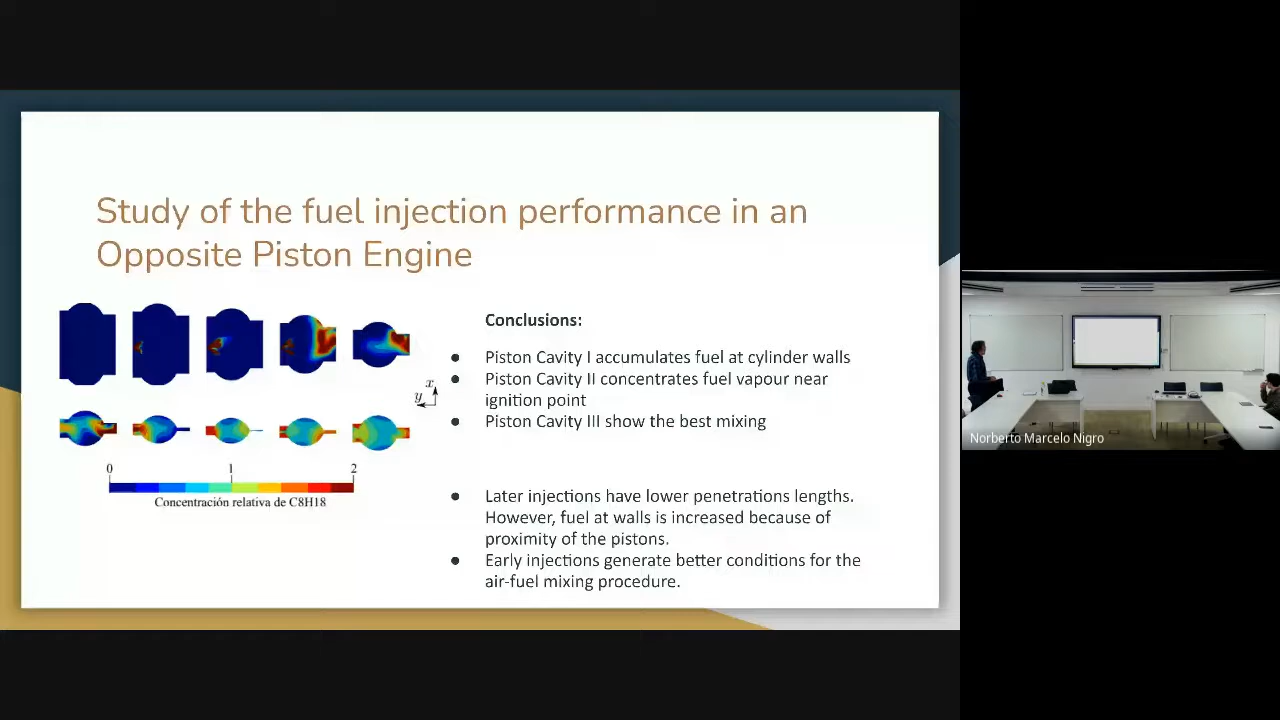 Study of the fuel injection performance in an
Opposite Piston Engine
Conclusions:
● Piston Cavity I accumulates fuel at cylinder walls
● Piston Cavity II concentrates fuel vapour near
ignition point
● Piston Cavity III show the best mixing
● Later injections have lower penetrations lengths.
However, fuel at walls is increased because of
proximity of the pistons.
● Early injections generate better conditions for the
air-fuel mixing procedure.
x
y
0 1 2
Concentración relativa de C8H18
Norberto Marcelo Nigro